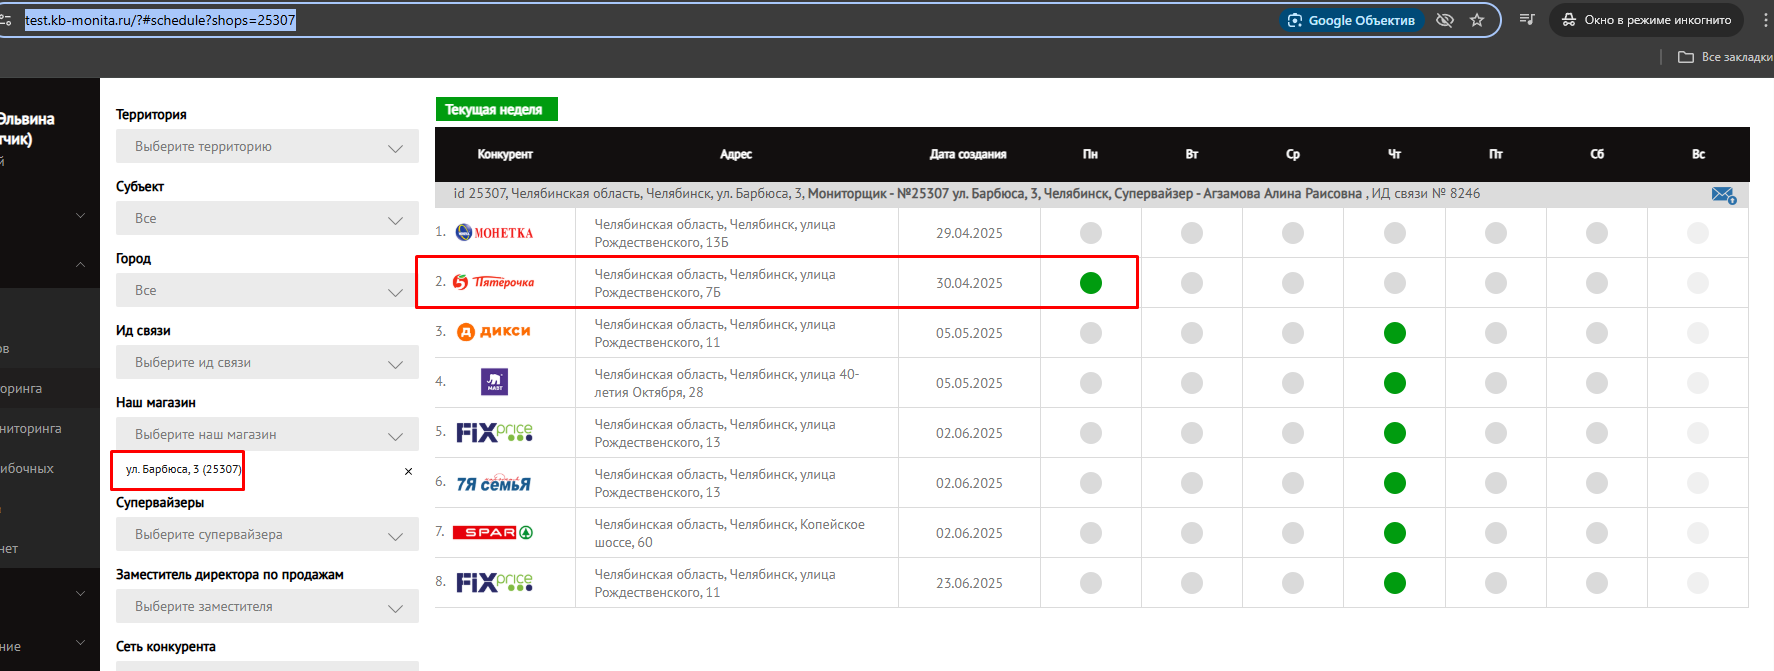 test.kb-monita.ru/?#schedule?shops=25307
Google Объектив
Окно в режиме инкогнито
Все закладки
Эльвина
тчик)
й
ов
оринга
ниторинга
ибочных
нет
ние
Территория
Выберите территорию
Субъект
Все
Город
Все
Ид связи
Выберите ид связи
Наш магазин
Выберите наш магазин
ул. Барбюса, 3 (25307)
×
Супервайзеры
Выберите супервайзера
Заместитель директора по продажам
Выберите заместителя
Сеть конкурента
Текущая неделя
Конкурент Адрес Дата создания Пн Вт Ср Чт Пт Сб Вс
id 25307, Челябинская область, Челябинск, ул. Барбюса, 3, Мониторщик - №25307 ул. Барбюса, 3, Челябинск, Супервайзер - Агзамова Алина Раисовна , ИД связи № 8246
1. МОНЕТКА Челябинская область, Челябинск, улица
Рождественского, 13Б
29.04.2025
2. 5 Пятёрочка Челябинская область, Челябинск, улица
Рождественского, 7Б
30.04.2025
3. Д ДИКСИ Челябинская область, Челябинск, улица
Рождественского, 11
05.05.2025
4. МАЯТ Челябинская область, Челябинск, улица 40-
летия Октября, 28
05.05.2025
5. FIX price Челябинская область, Челябинск, улица
Рождественского, 13
02.06.2025
6. народная 7Я семьЯ Челябинская область, Челябинск, улица
Рождественского, 13
02.06.2025
7. SPAR Челябинская область, Челябинск, Копейское
шоссе, 60
02.06.2025
8. FIX price Челябинская область, Челябинск, улица
Рождественского, 11
23.06.2025